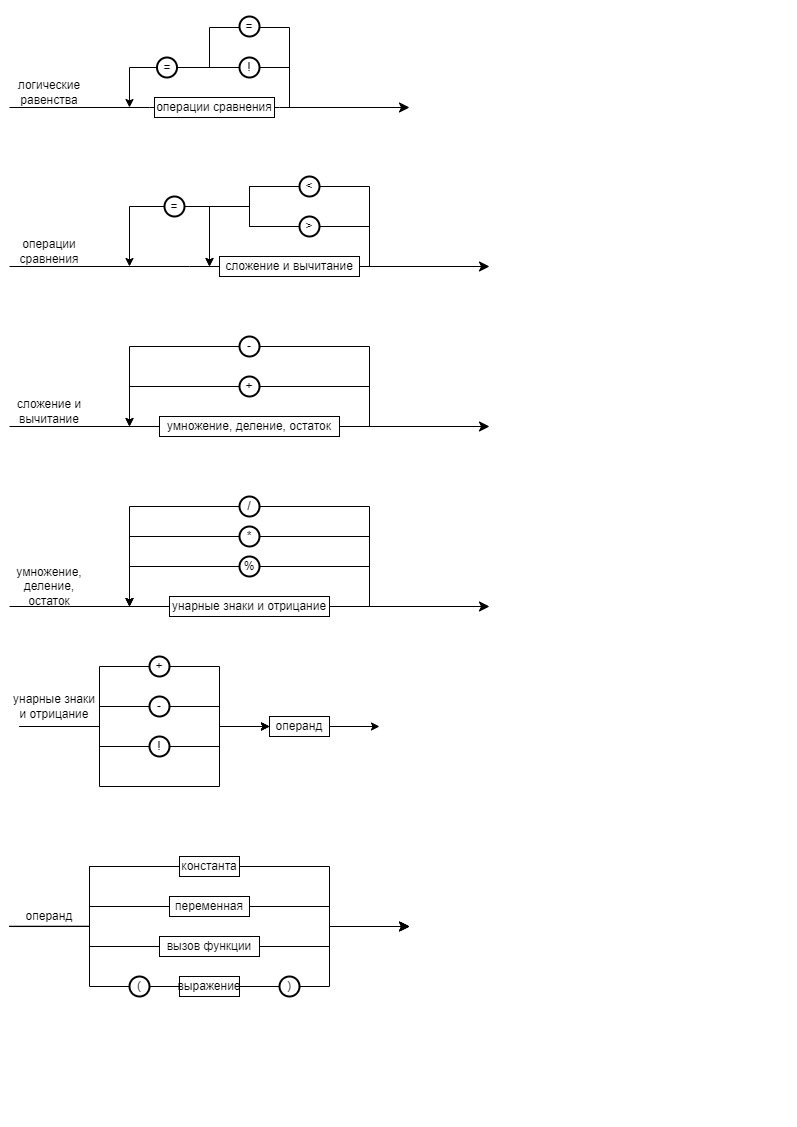 =
=
!
логические
равенства
операции сравнения
<
=
>
операции
сравнения
сложение и вычитание
-
+
сложение и
вычитание
умножение, деление, остаток
/
*
%
умножение,
деление,
остаток
унарные знаки и отрицание
+
унарные знаки
и отрицание
-
операнд
!
константа
переменная
операнд
вызов функции
(
выражение
)